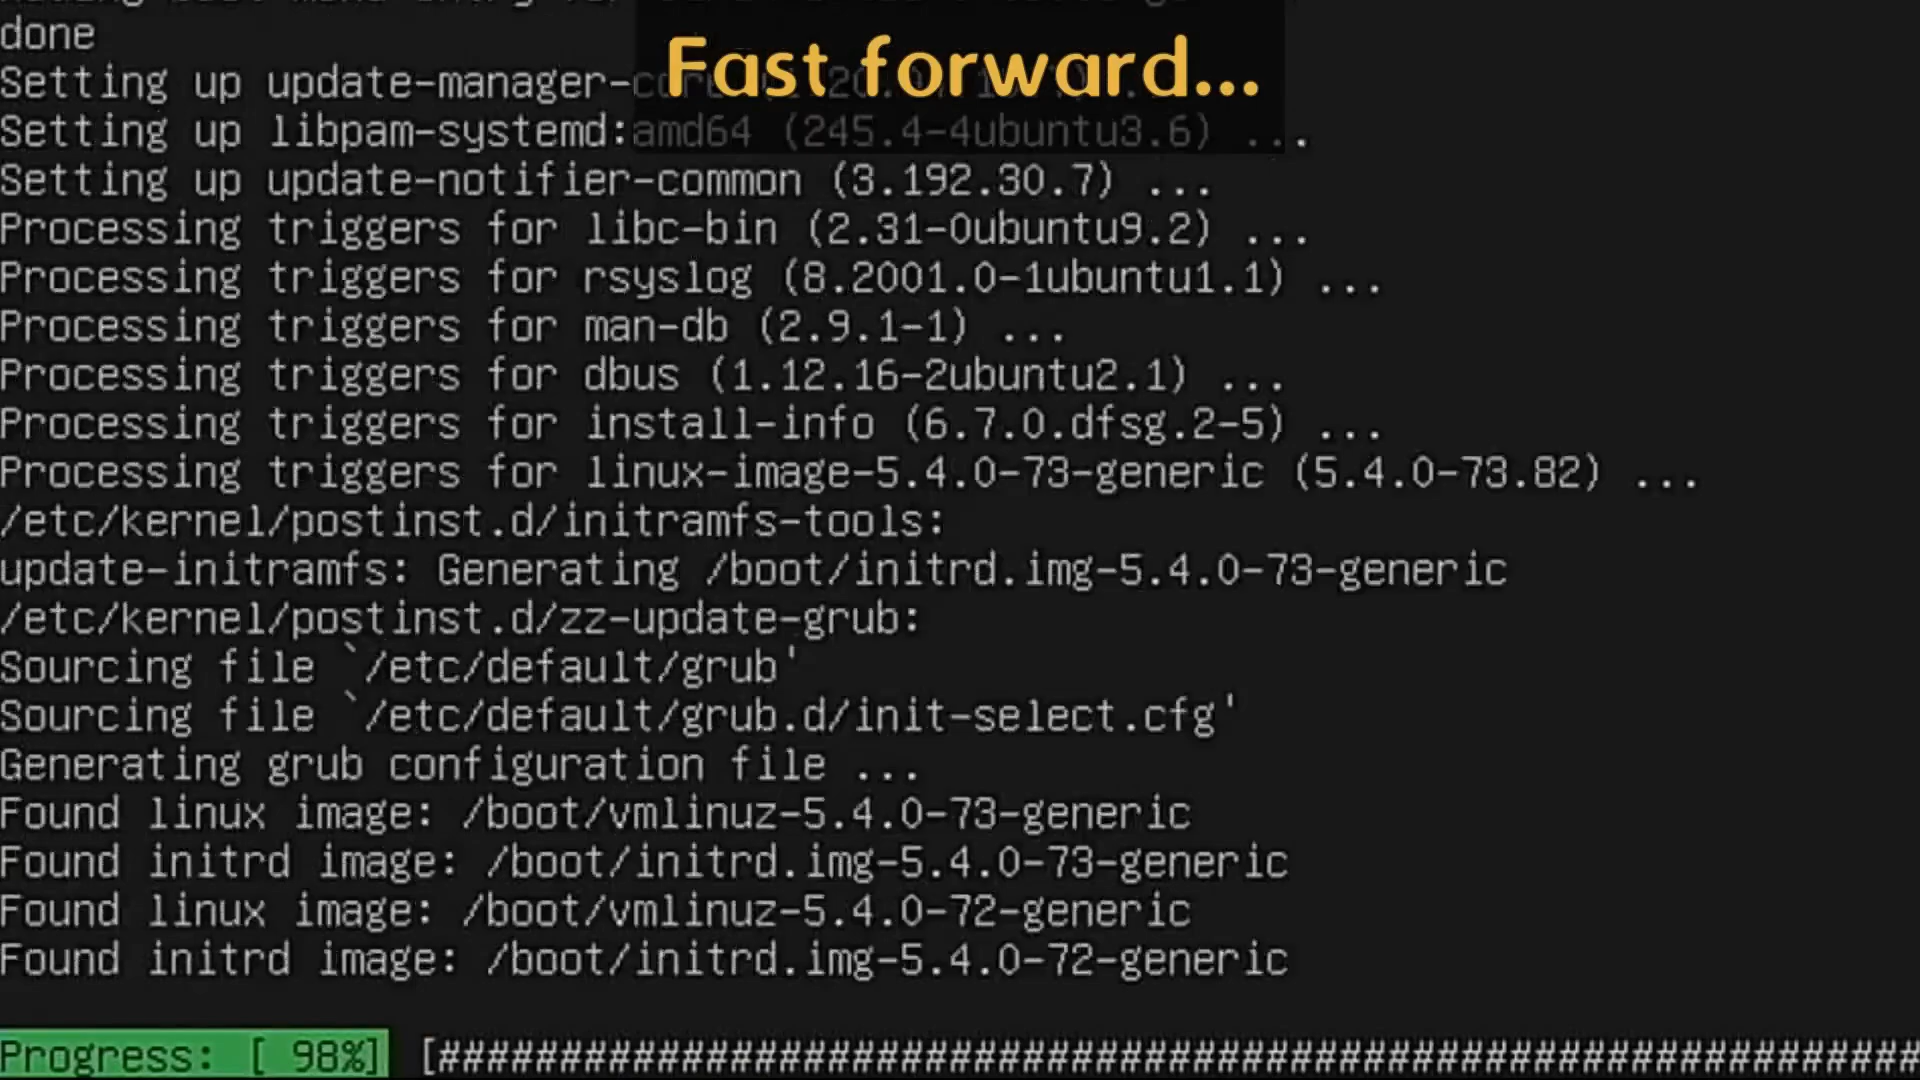 done
Fast forward...
Setting up update-manager-
Setting up libpam-systemd:amd64 (245.4-4ubuntu3.6) ...
Setting up update-notifier-common (3.192.30.7) ...
Processing triggers for libc-bin (2.31-0ubuntu9.2) ...
Processing triggers for rsyslog (8.2001.0-1ubuntu1.1) ...
Processing triggers for man-db (2.9.1-1) ...
Processing triggers for dbus (1.12.16-2ubuntu2.1) ...
Processing triggers for install-info (6.7.0.dfsg.2-5) ...
Processing triggers for linux-image-5.4.0-73-generic (5.4.0-73.82) ...
/etc/kernel/postinst.d/initramfs-tools:
update-initramfs: Generating /boot/initrd.img-5.4.0-73-generic
/etc/kernel/postinst.d/zz-update-grub:
Sourcing file `/etc/default/grub'
Sourcing file `/etc/default/grub.d/init-select.cfg'
Generating grub configuration file ...
Found linux image: /boot/vmlinuz-5.4.0-73-generic
Found initrd image: /boot/initrd.img-5.4.0-73-generic
Found linux image: /boot/vmlinuz-5.4.0-72-generic
Found initrd image: /boot/initrd.img-5.4.0-72-generic
Progress: [ 98%] [#############################################################